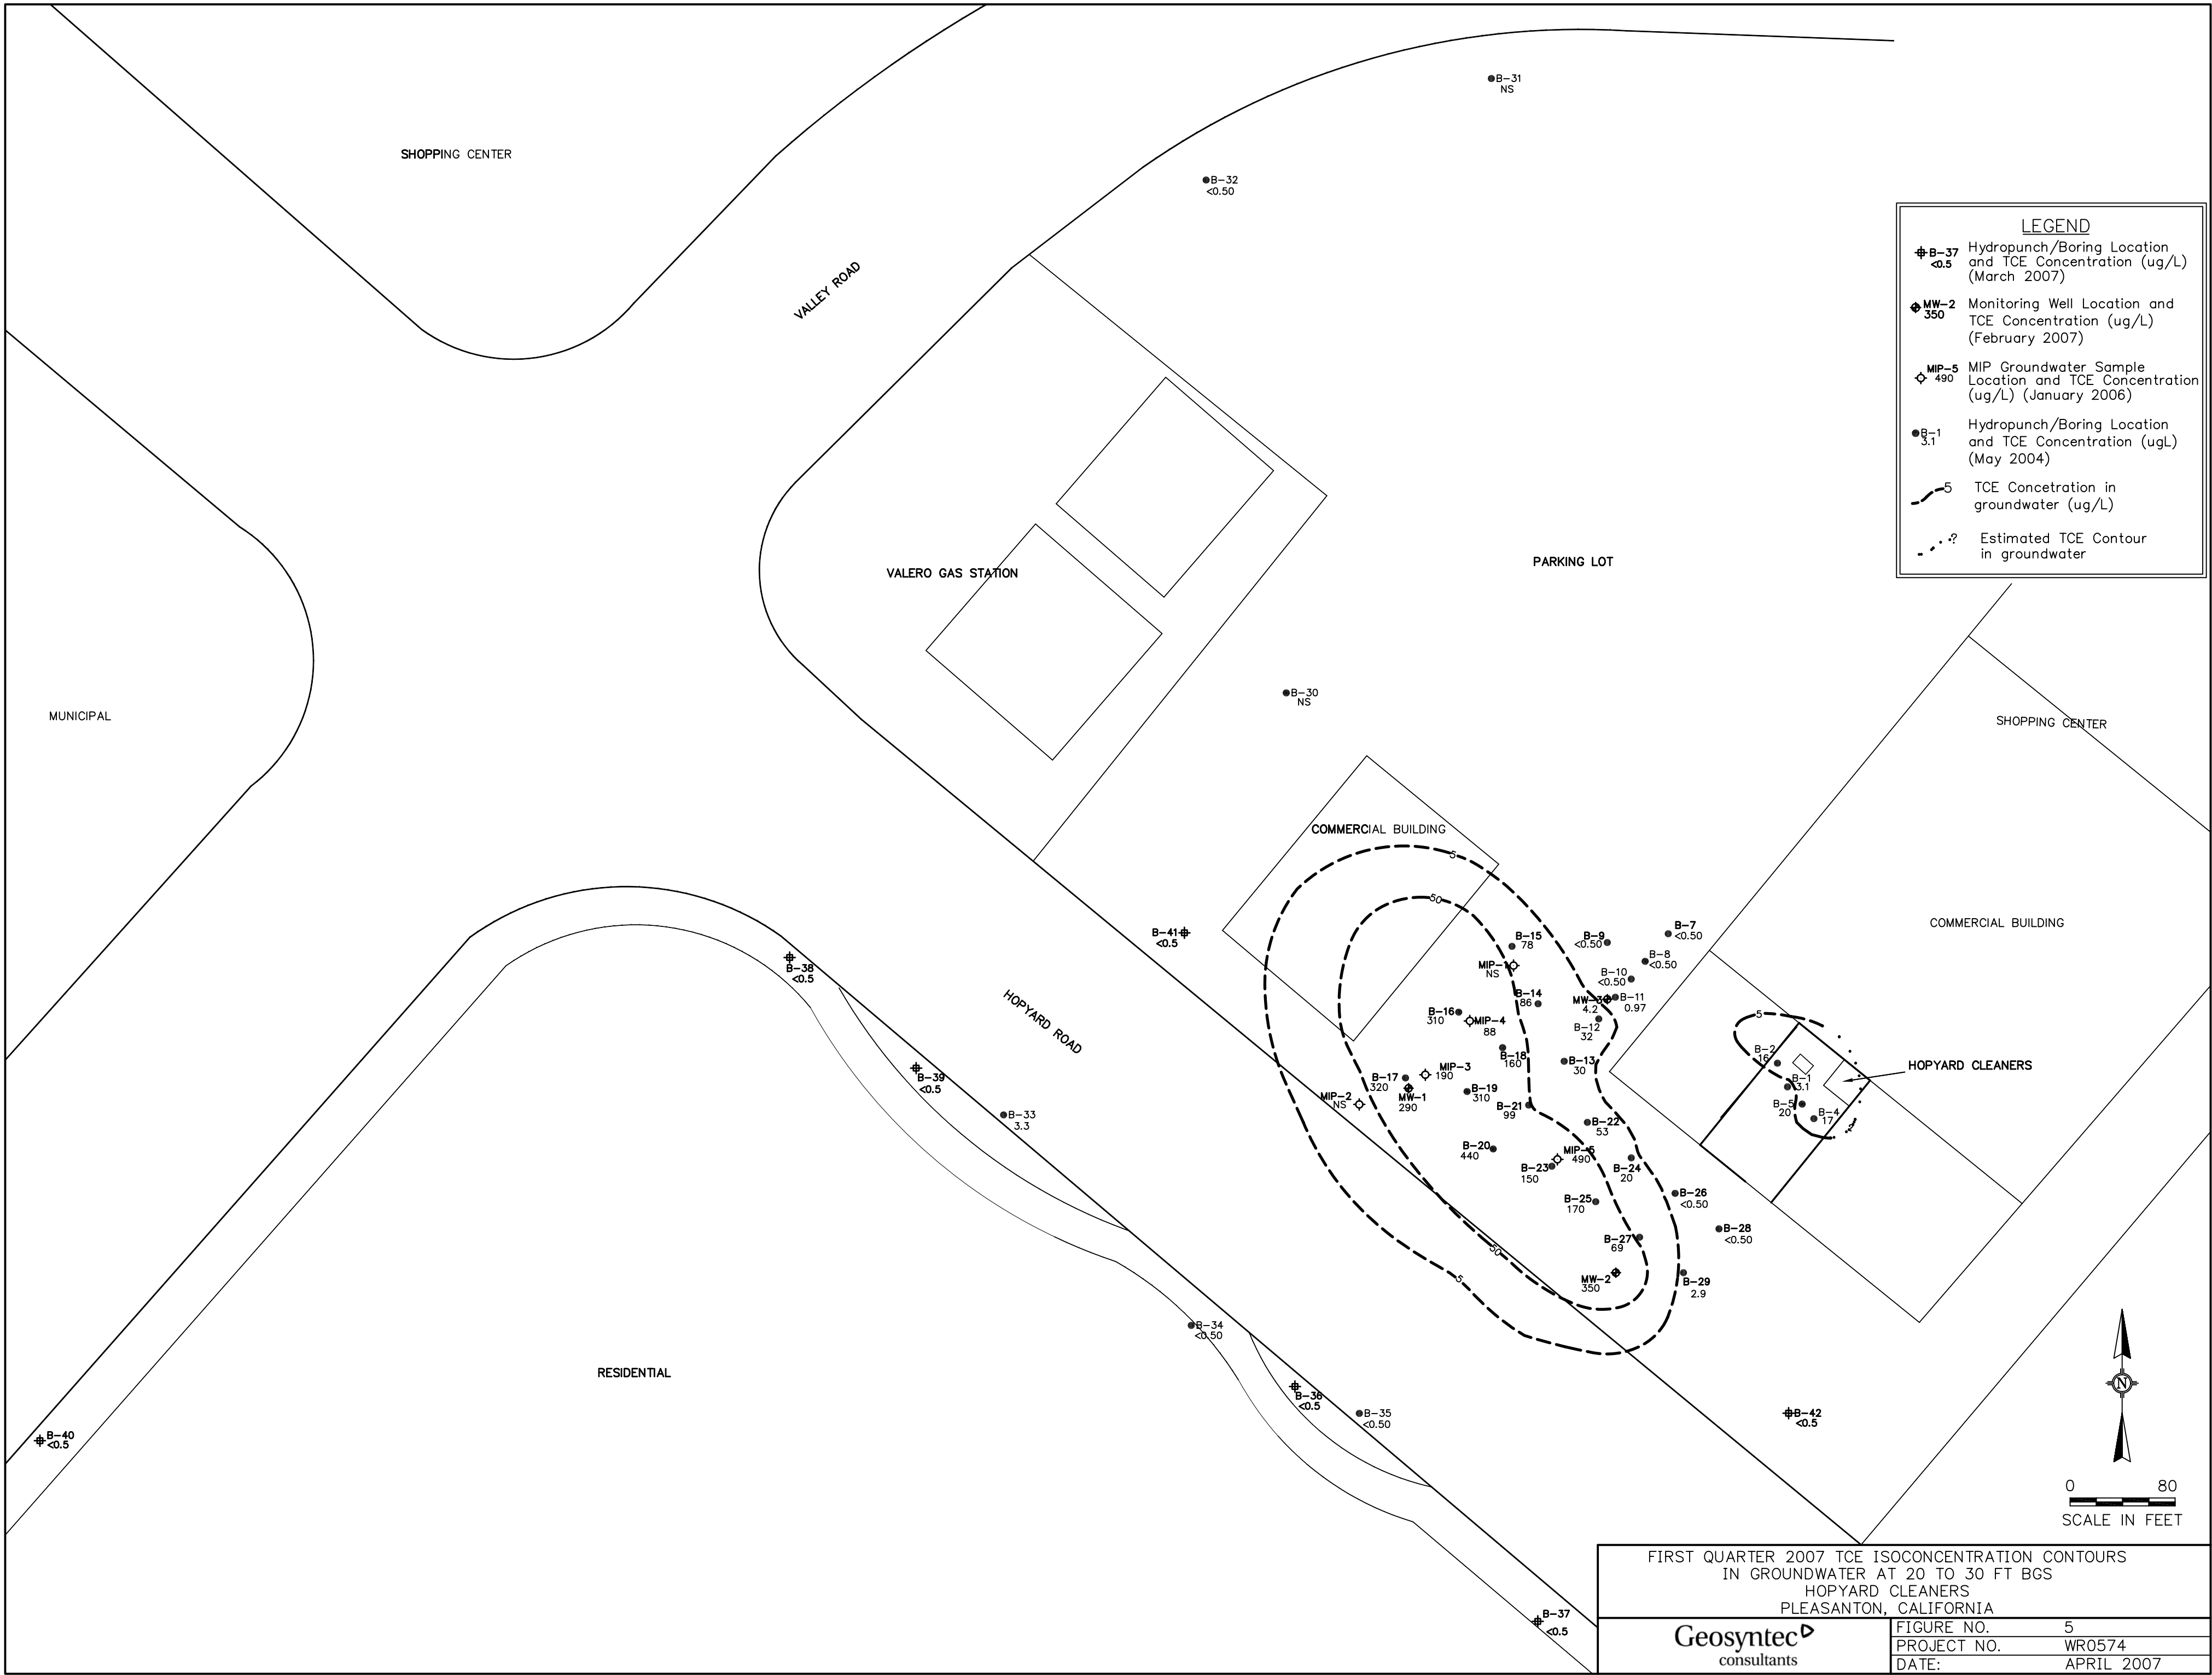 B-31
NS
SHOPPING CENTER
B-32
<0.50
VALLEY ROAD
LEGEND
B-37
<0.5
Hydropunch/Boring Location
and TCE Concentration (ug/L)
(March 2007)
MW-2
350
Monitoring Well Location and
TCE Concentration (ug/L)
(February 2007)
MIP-5
490
MIP Groundwater Sample
Location and TCE Concentration
(ug/L) (January 2006)
B-1
3.1
Hydropunch/Boring Location
and TCE Concentration (ugL)
(May 2004)
5
TCE Concetration in
groundwater (ug/L)
?
Estimated TCE Contour
in groundwater
PARKING LOT
VALERO GAS STATION
B-30
NS
MUNICIPAL
SHOPPING CENTER
COMMERCIAL BUILDING
5
50
COMMERCIAL BUILDING
B-41
<0.5
B-15
78
B-9
<0.50
B-7
<0.50
B-8
<0.50
MIP-1
NS
B-10
<0.50
B-38
<0.5
B-14
86
MW-3
4.2
B-11
0.97
B-16
310
MIP-4
88
B-12
32
5
HOPYARD ROAD
B-18
160
B-13
30
B-2
16
HOPYARD CLEANERS
B-39
<0.5
B-17
320
MIP-3
190
B-1
3.1
MIP-2
NS
MW-1
290
B-19
310
B-21
99
B-5
20
B-4
17
B-33
3.3
B-22
53
?
B-20
440
MIP-5
490
B-23
150
B-24
20
B-25
170
B-26
<0.50
B-27
69
B-28
<0.50
50
5
MW-2
350
B-29
2.9
B-34
<0.50
RESIDENTIAL
B-36
<0.5
B-35
<0.50
B-42
<0.5
B-40
<0.5
N
0 80
SCALE IN FEET
B-37
<0.5
FIRST QUARTER 2007 TCE ISOCONCENTRATION CONTOURS
IN GROUNDWATER AT 20 TO 30 FT BGS
HOPYARD CLEANERS
PLEASANTON, CALIFORNIA
Geosyntec
consultants
FIGURE NO. 5
PROJECT NO. WR0574
DATE: APRIL 2007